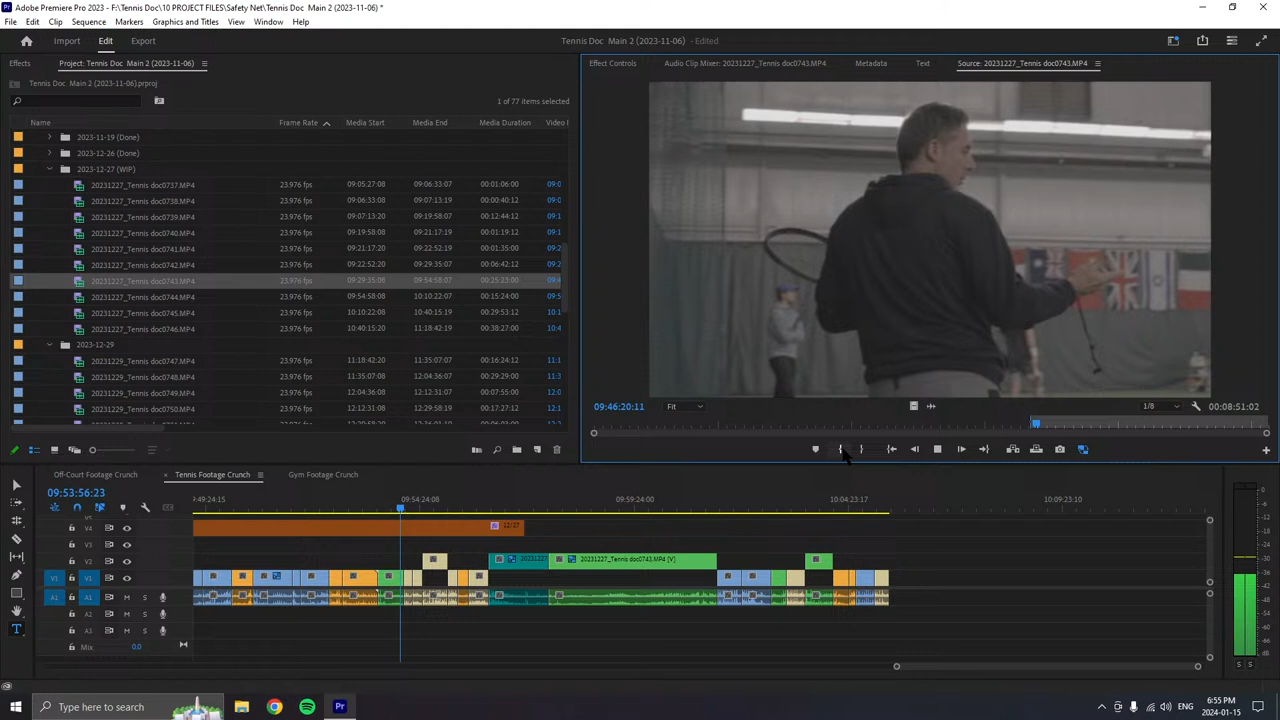 Adobe Premiere Pro 2023 - F:\Tennis Doc\10 PROJECT FILES\Safety Net\Tennis Doc  Main 2 (2023-11-06) *
File Edit Clip Sequence Markers Graphics and Titles View Window Help
Import Edit Export
Tennis Doc  Main 2 (2023-11-06) - Edited
Effects Project: Tennis Doc  Main 2 (2023-11-06)
Effect Controls Audio Clip Mixer: 20231227_Tennis doc0743.MP4 Metadata Text Source: 20231227_Tennis doc0743.MP4
Tennis Doc  Main 2 (2023-11-06).prproj
1 of 77 items selected
Name Frame Rate Media Start Media End Media Duration Video I
2023-11-19 (Done)
2023-12-26 (Done)
2023-12-27 (WIP)
20231227_Tennis doc0737.MP4 23.976 fps 09:05:27:08 09:06:33:07 00:01:06:00 09:0
20231227_Tennis doc0738.MP4 23.976 fps 09:06:33:08 09:07:13:19 00:00:40:12 09:0
20231227_Tennis doc0739.MP4 23.976 fps 09:07:13:20 09:19:58:07 00:12:44:12 09:0
20231227_Tennis doc0740.MP4 23.976 fps 09:19:58:08 09:21:17:19 00:01:19:12 09:1
20231227_Tennis doc0741.MP4 23.976 fps 09:21:17:20 09:22:52:19 00:01:35:00 09:2
20231227_Tennis doc0742.MP4 23.976 fps 09:22:52:20 09:29:35:07 00:06:42:12 09:2
20231227_Tennis doc0743.MP4 23.976 fps 09:29:35:08 09:54:58:07 00:25:23:00 09:4
20231227_Tennis doc0744.MP4 23.976 fps 09:54:58:08 10:10:22:07 00:15:24:00 09:5
20231227_Tennis doc0745.MP4 23.976 fps 10:10:22:08 10:40:15:19 00:29:53:12 10:1
20231227_Tennis doc0746.MP4 23.976 fps 10:40:15:20 11:18:42:19 00:38:27:00 10:4
2023-12-29
20231229_Tennis doc0747.MP4 23.976 fps 11:18:42:20 11:35:07:07 00:16:24:12 11:1
20231229_Tennis doc0748.MP4 23.976 fps 11:35:07:08 12:04:36:07 00:29:29:00 11:3
20231229_Tennis doc0749.MP4 23.976 fps 12:04:36:08 12:12:31:07 00:07:55:00 12:0
20231229_Tennis doc0750.MP4 23.976 fps 12:12:31:08 12:29:58:19 00:17:27:12 12:1
09:46:20:11 Fit 1/8 00:08:51:02
Off-Court Footage Crunch × Tennis Footage Crunch Gym Footage Crunch
09:53:56:23
:49:24:15 09:54:24:08 09:59:24:00 10:04:23:17 10:09:23:10
V4 12/27
V3
20231227 20231227_Tennis doc0743.MP4 [V]
V1 V1
A1 A1 M S
A2 M S
A3 M S
Mix 0.0
0
-6
-12
-18
-24
-30
-36
-42
-48
-54
dB
S S
Type here to search
Pr
ENG
6:55 PM
2024-01-15